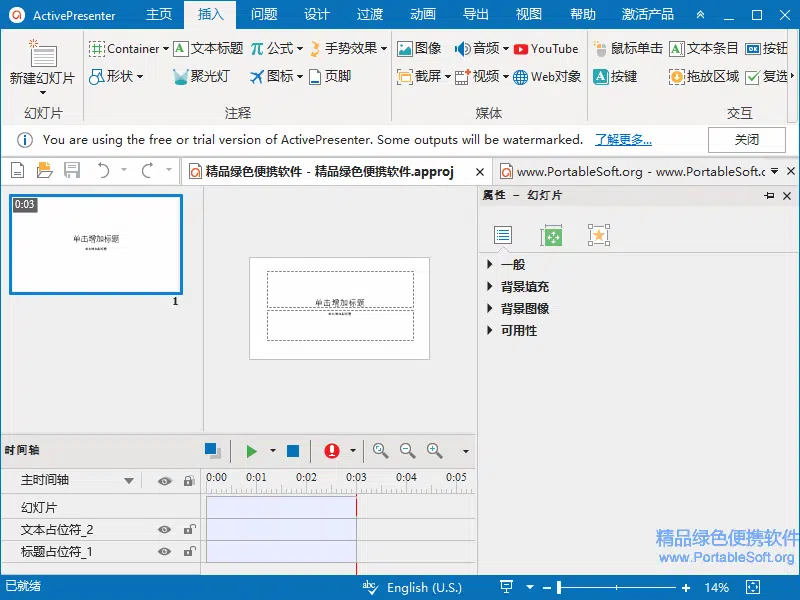 ActivePresenter
主页 插入 问题 设计 过渡 动画 导出 视图 帮助 激活产品
新建幻灯片
Container 文本标题 公式 手势效果
形状 聚光灯 图标 页脚
图像 音频 YouTube
截屏 视频 Web对象
鼠标单击 文本条目 按钮
按键 拖放区域 复选
幻灯片 注释 媒体 交互
You are using the free or trial version of ActivePresenter. Some outputs will be watermarked. 了解更多... 关闭
精品绿色便携软件 - 精品绿色便携软件.approj
www.PortableSoft.org - www.PortableSoft.c
0:03
单击增加标题
1
单击增加标题
属性 - 幻灯片
一般
背景填充
背景图像
可用性
时间轴
主时间轴
0:00 0:01 0:02 0:03 0:04 0:05
幻灯片
文本占位符_2
标题占位符_1
精品绿色便携软件
www.PortableSoft.org
已就绪 English (U.S.) 14%